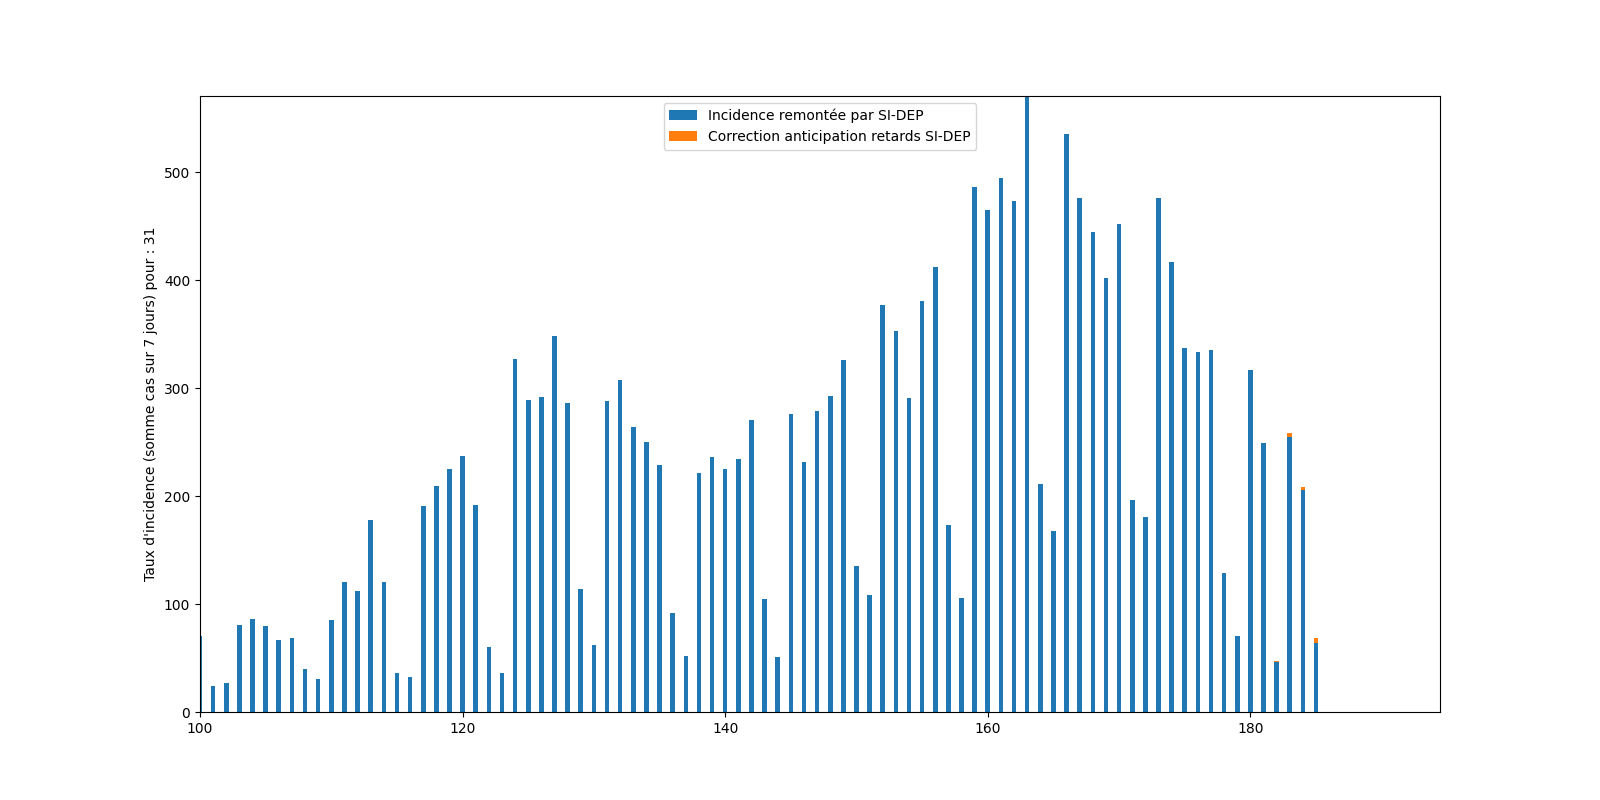 Incidence remontée par SI-DEP
Correction anticipation retards SI-DEP
Taux d'incidence (somme cas sur 7 jours) pour : 31
500
400
300
200
100
0
100 120 140 160 180